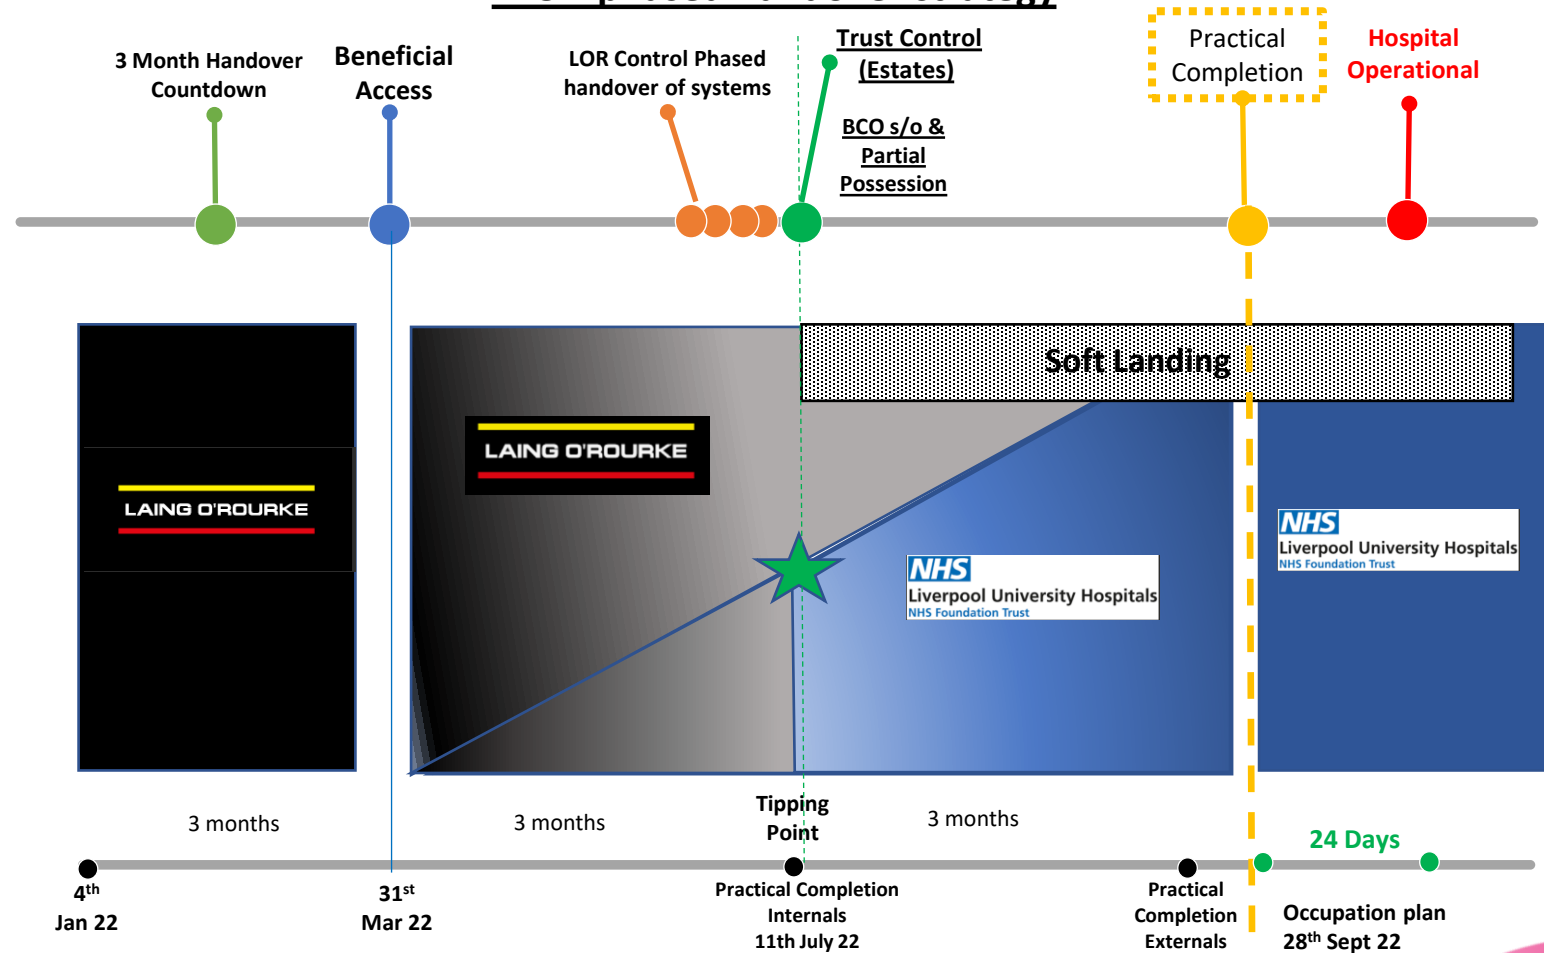 3 Month Handover
Countdown
Beneficial
Access
LOR Control Phased
handover of systems
Trust Control
(Estates)
BCO s/o &
Partial
Possession
Practical
Completion
Hospital
Operational
Soft Landing
LAING O'ROURKE
LAING O'ROURKE
NHS
Liverpool University Hospitals
NHS Foundation Trust
NHS
Liverpool University Hospitals
NHS Foundation Trust
3 months
3 months
Tipping
Point
3 months
24 Days
4th
Jan 22
31st
Mar 22
Practical Completion
Internals
11th July 22
Practical
Completion
Externals
Occupation plan
28th Sept 22